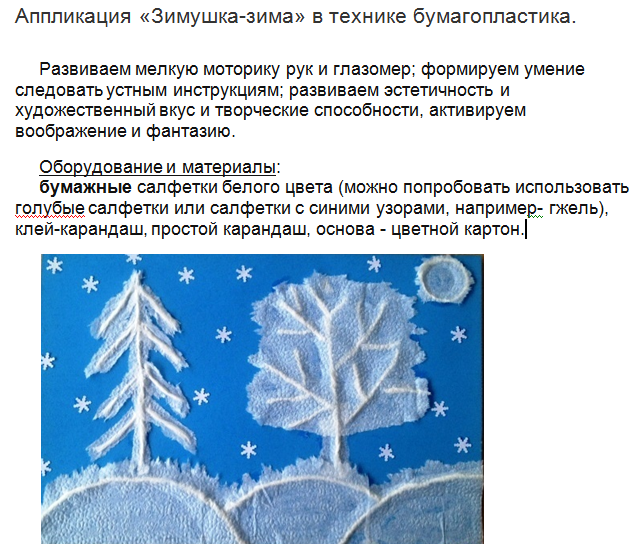 Аппликация «Зимушка-зима» в технике бумагопластика.
Развиваем мелкую моторику рук и глазомер; формируем умение
следовать устным инструкциям; развиваем эстетичность и
художественный вкус и творческие способности, активируем
воображение и фантазию.
Оборудование и материалы:
бумажные салфетки белого цвета (можно попробовать использовать
голубые салфетки или салфетки с синими узорами, например- гжель),
клей-карандаш, простой карандаш, основа - цветной картон.